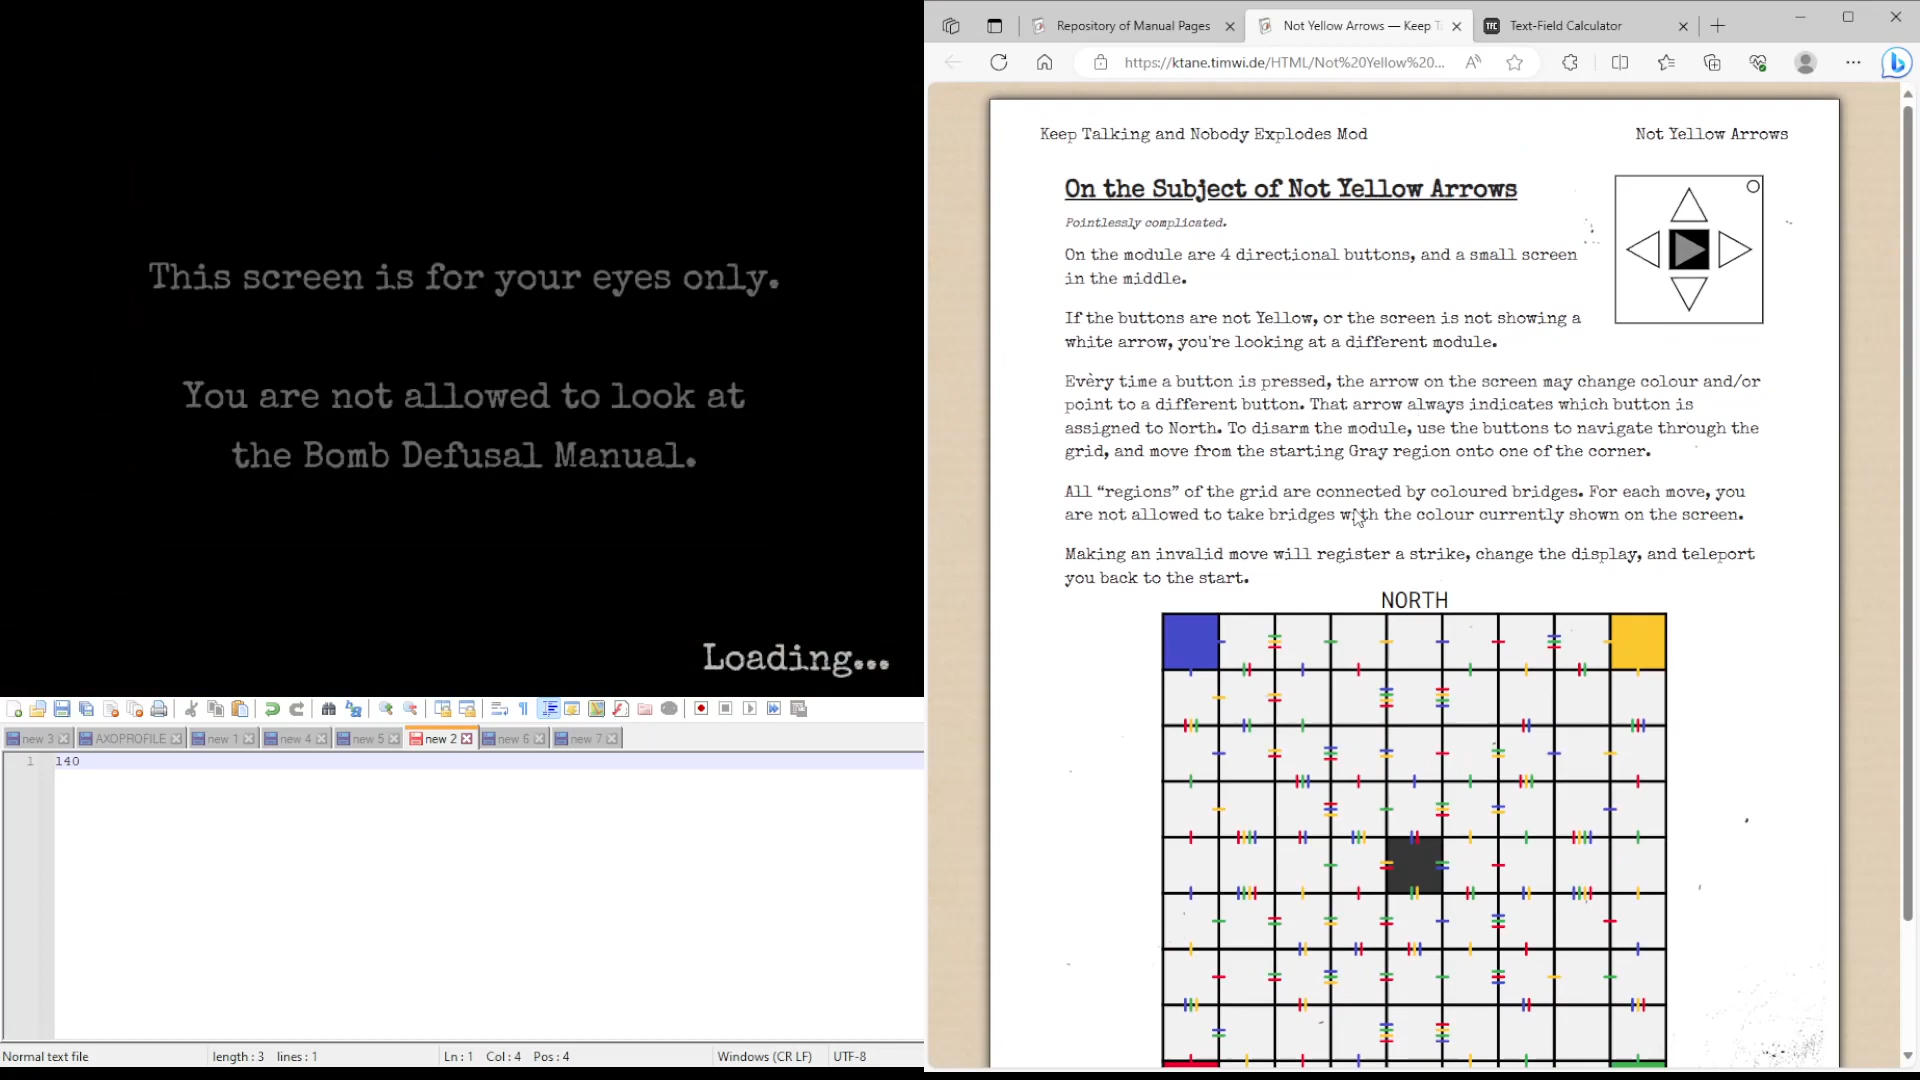 This screen is for your eyes only.
You are not allowed to look at
the Bomb Defusal Manual.
Loading...
new 3
AXOPROFILE
new 1
new 4
new 5
new 2
new 6
new 7
1
140
Normal text file
length : 3    lines : 1
Ln : 1    Col : 4    Pos : 4
Windows (CR LF)
UTF-8
Repository of Manual Pages
Not Yellow Arrows — Keep T
TFC
Text-Field Calculator
https://ktane.timwi.de/HTML/Not%20Yellow%20...
Keep Talking and Nobody Explodes Mod
Not Yellow Arrows
On the Subject of Not Yellow Arrows
Pointlessly complicated.
On the module are 4 directional buttons, and a small screen
in the middle.
If the buttons are not Yellow, or the screen is not showing a
white arrow, you're looking at a different module.
Every time a button is pressed, the arrow on the screen may change colour and/or
point to a different button. That arrow always indicates which button is
assigned to North. To disarm the module, use the buttons to navigate through the
grid, and move from the starting Gray region onto one of the corner.
All “regions” of the grid are connected by coloured bridges. For each move, you
are not allowed to take bridges with the colour currently shown on the screen.
Making an invalid move will register a strike, change the display, and teleport
you back to the start.
NORTH